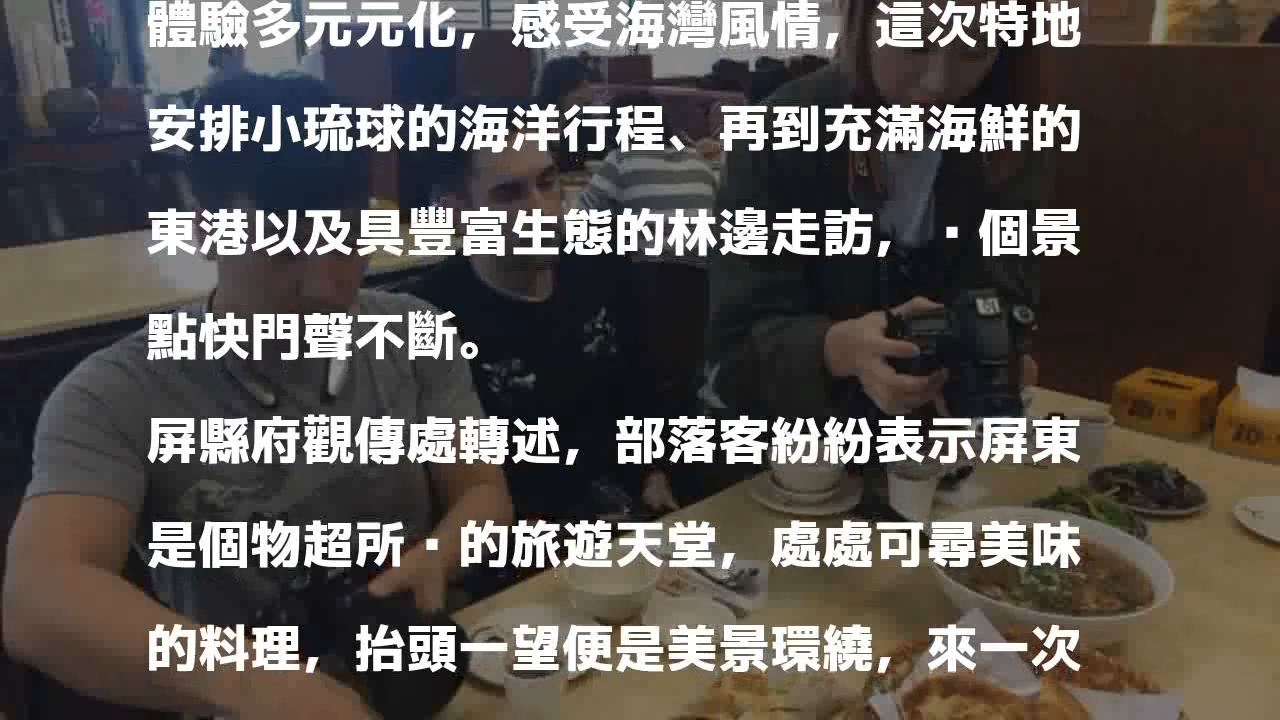 體驗多元元化，感受海灣風情，這次特地
安排小琉球的海洋行程、再到充滿海鮮的
東港以及具豐富生態的林邊走訪，▪個景
點快門聲不斷。
屏縣府觀傳處轉述，部落客紛紛表示屏東
是個物超所▪的旅遊天堂，處處可尋美味
的料理，抬頭一望便是美景環繞，來一次